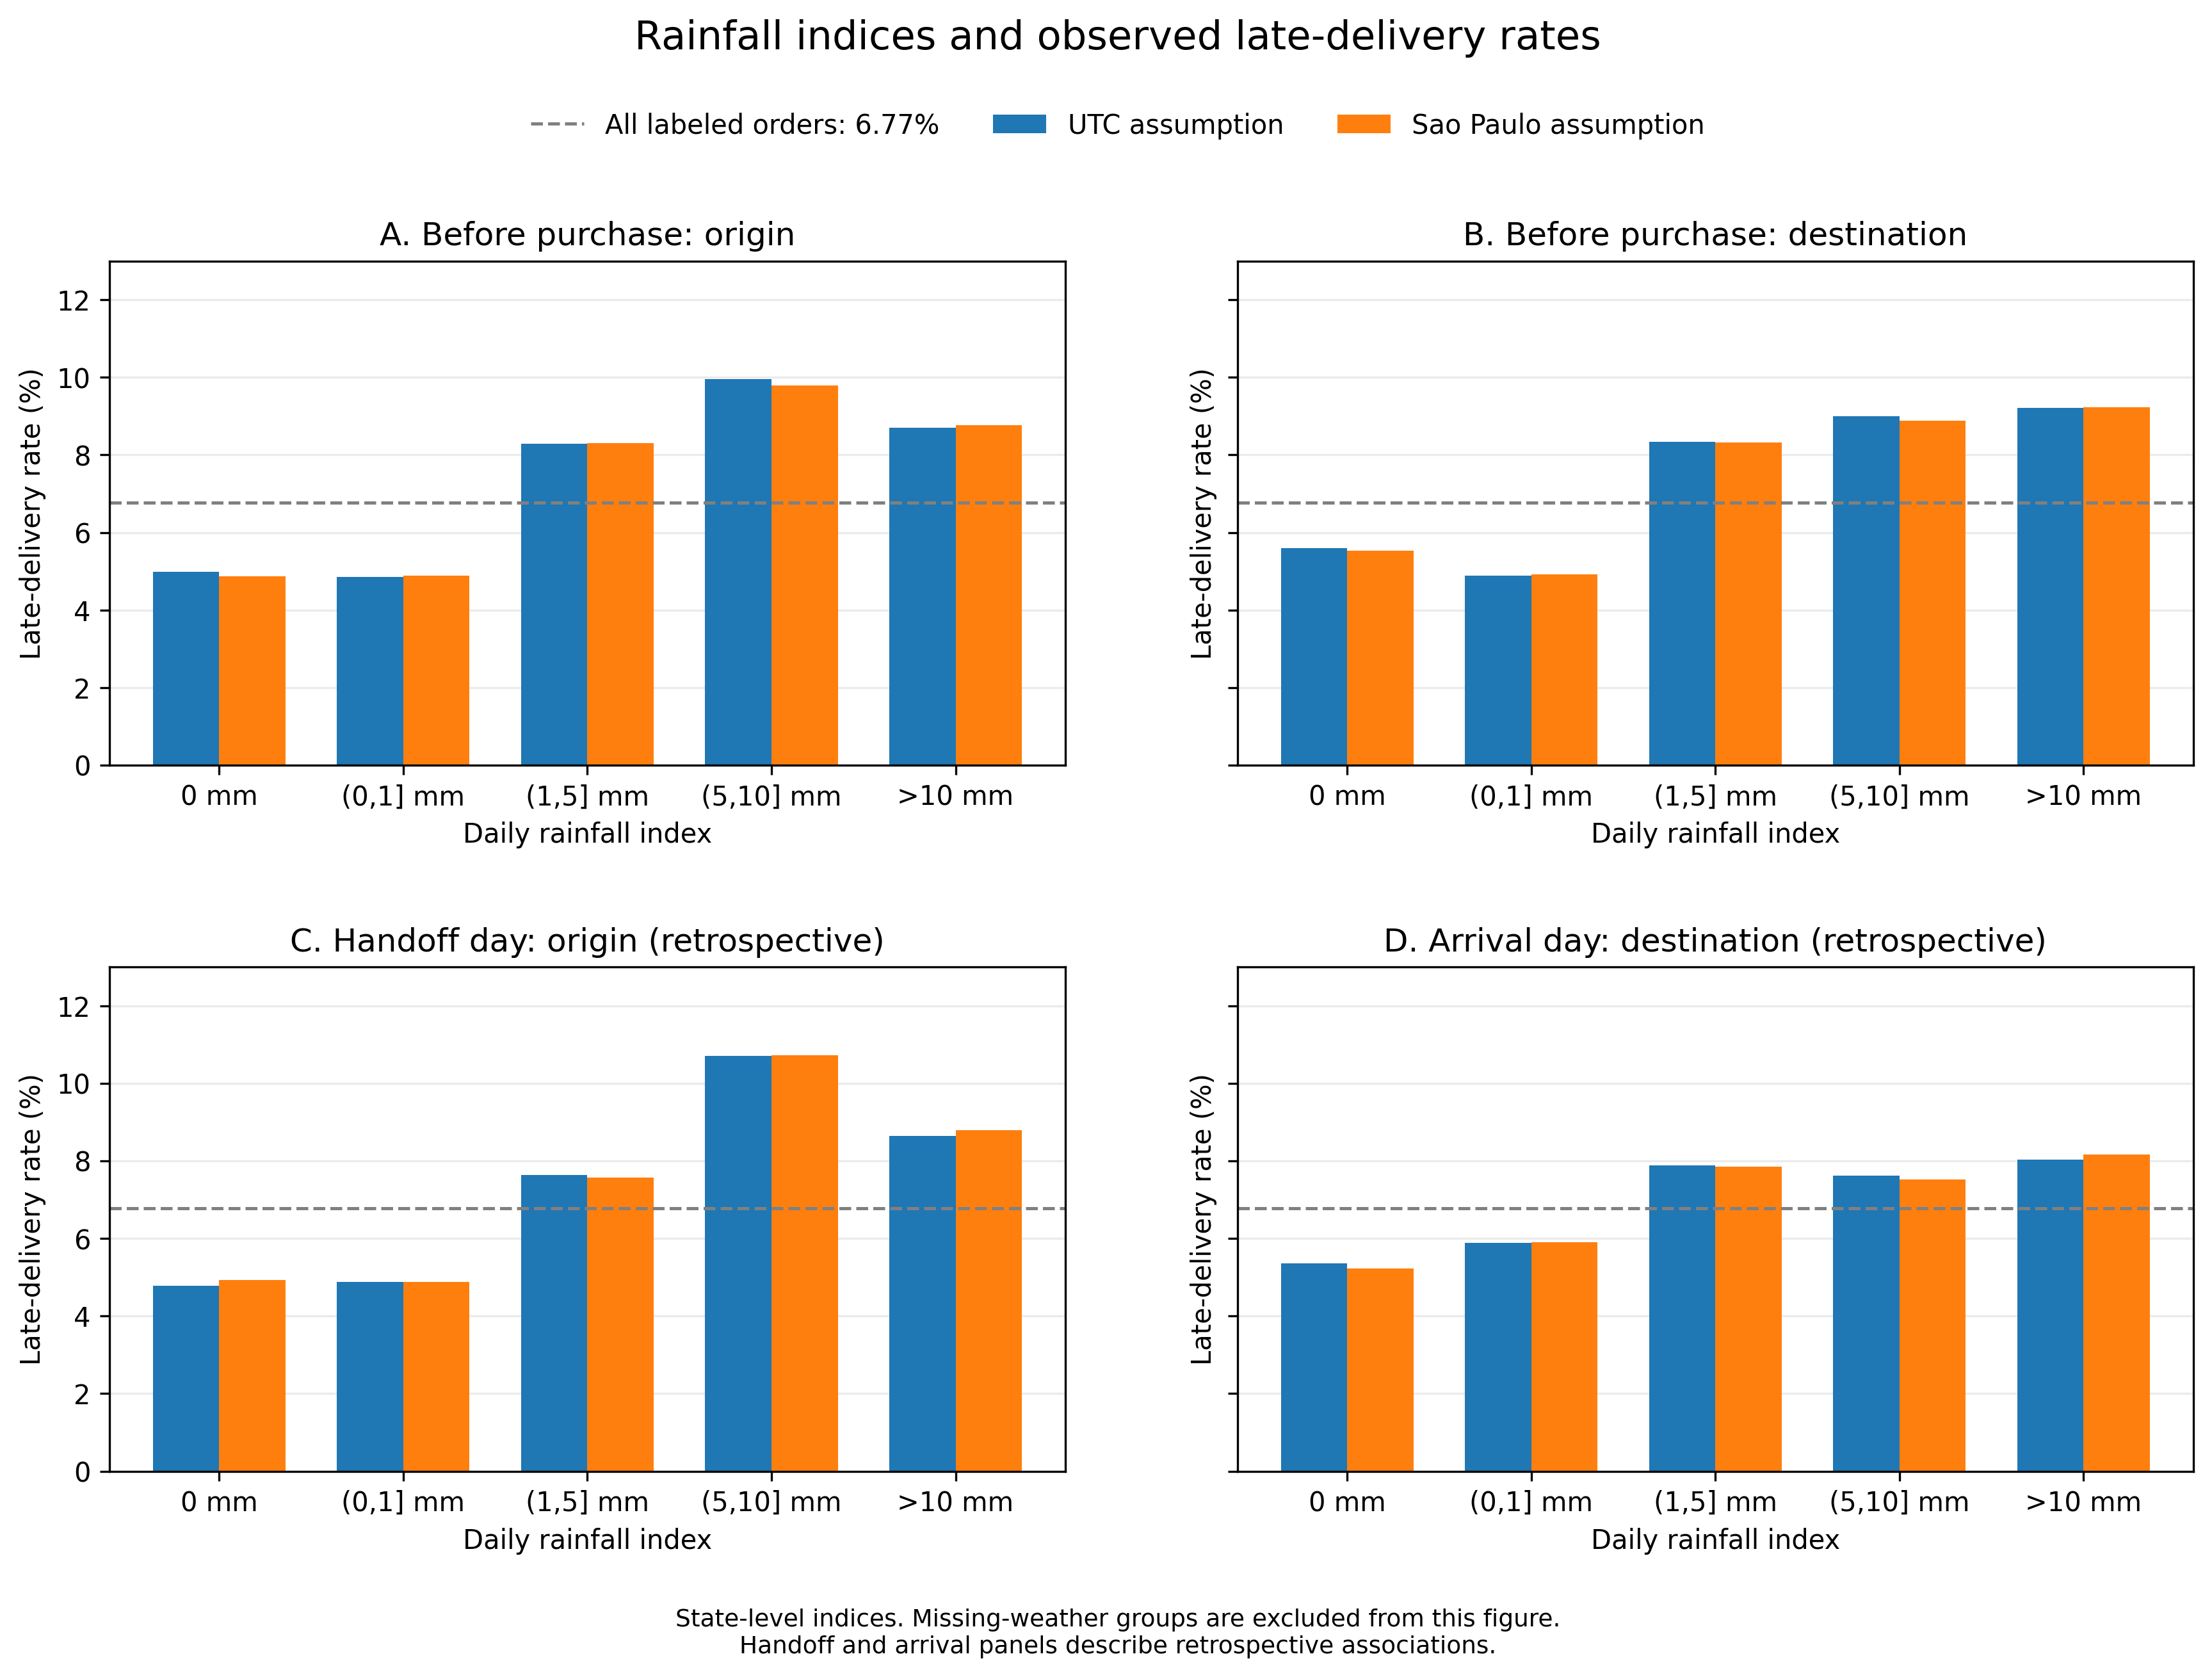 Rainfall indices and observed late-delivery rates
All labeled orders: 6.77%
UTC assumption
Sao Paulo assumption
A. Before purchase: origin
Late-delivery rate (%)
12
10
8
6
4
2
0
0 mm
(0,1] mm
(1,5] mm
(5,10] mm
>10 mm
Daily rainfall index
B. Before purchase: destination
Late-delivery rate (%)
0 mm
(0,1] mm
(1,5] mm
(5,10] mm
>10 mm
Daily rainfall index
C. Handoff day: origin (retrospective)
Late-delivery rate (%)
12
10
8
6
4
2
0
0 mm
(0,1] mm
(1,5] mm
(5,10] mm
>10 mm
Daily rainfall index
D. Arrival day: destination (retrospective)
Late-delivery rate (%)
0 mm
(0,1] mm
(1,5] mm
(5,10] mm
>10 mm
Daily rainfall index
State-level indices. Missing-weather groups are excluded from this figure.
Handoff and arrival panels describe retrospective associations.